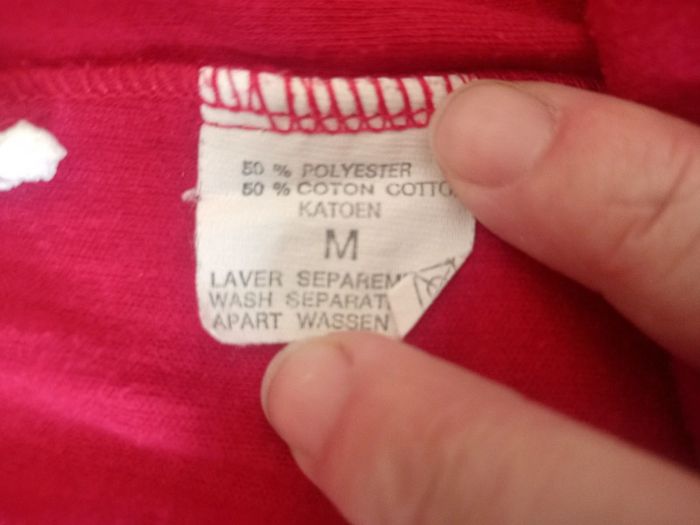 50 % POLYESTER
50 % COTON COTTO
KATOEN
M
LAVER SEPAREM
WASH SEPARAT
APART WASSEN